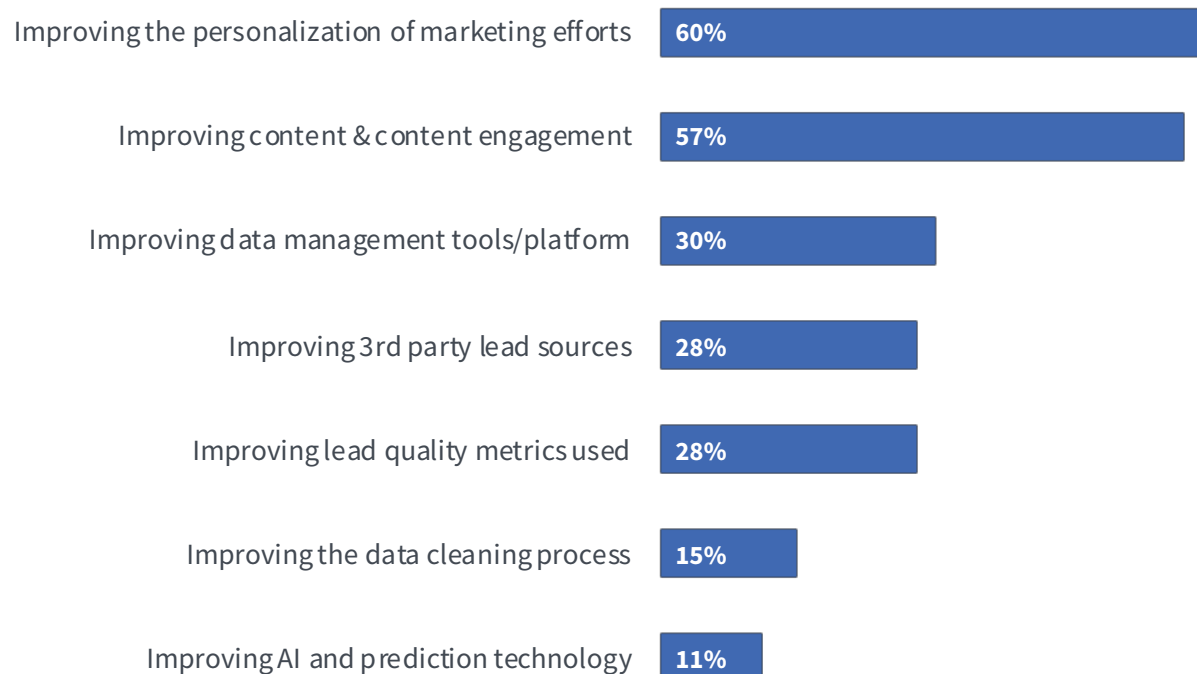 Improving the personalization of marketing efforts 60%
Improving content & content engagement 57%
Improving data management tools/platform 30%
Improving 3rd party lead sources 28%
Improving lead quality metrics used 28%
Improving the data cleaning process 15%
Improving AI and prediction technology 11%